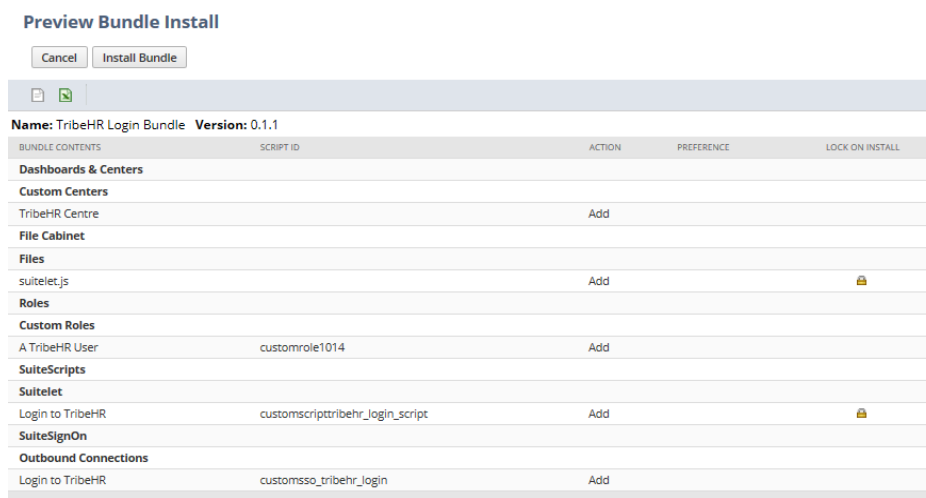 Preview Bundle Install
Cancel Install Bundle
Name: TribeHR Login Bundle Version: 0.1.1
BUNDLE CONTENTS SCRIPT ID ACTION PREFERENCE LOCK ON INSTALL
Dashboards & Centers
Custom Centers
TribeHR Centre Add
File Cabinet
Files
suitelet.js Add
Roles
Custom Roles
A TribeHR User customrole1014 Add
SuiteScripts
Suitelet
Login to TribeHR customscripttribehr_login_script Add
SuiteSignOn
Outbound Connections
Login to TribeHR customsso_tribehr_login Add